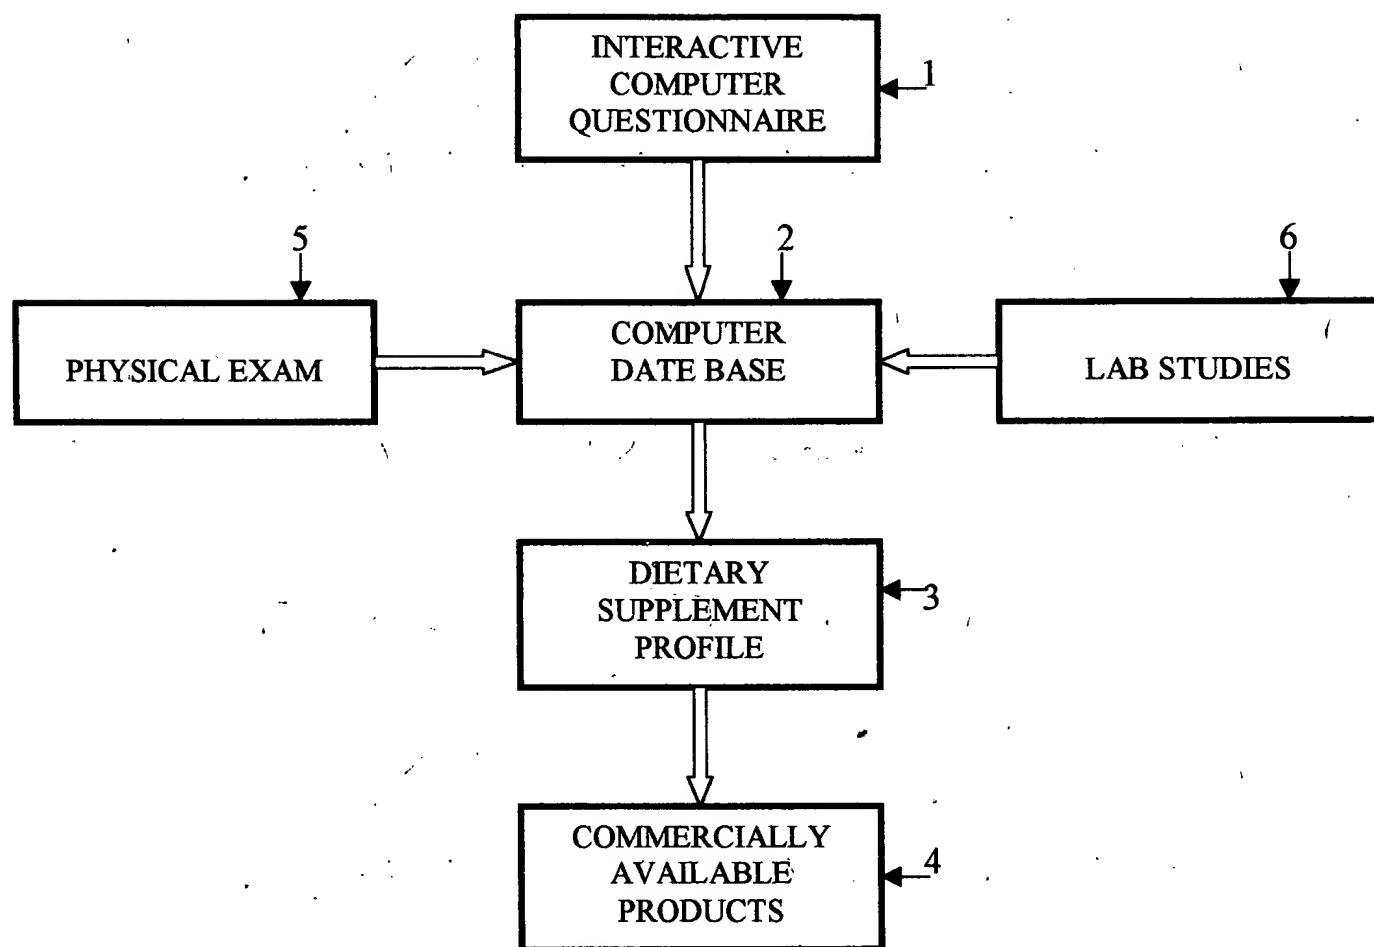 INTERACTIVE
COMPUTER
QUESTIONNAIRE
1
5
2
6
PHYSICAL EXAM
COMPUTER
DATE BASE
LAB STUDIES
DIETARY
SUPPLEMENT
PROFILE
3
COMMERCIALLY
AVAILABLE
PRODUCTS
4